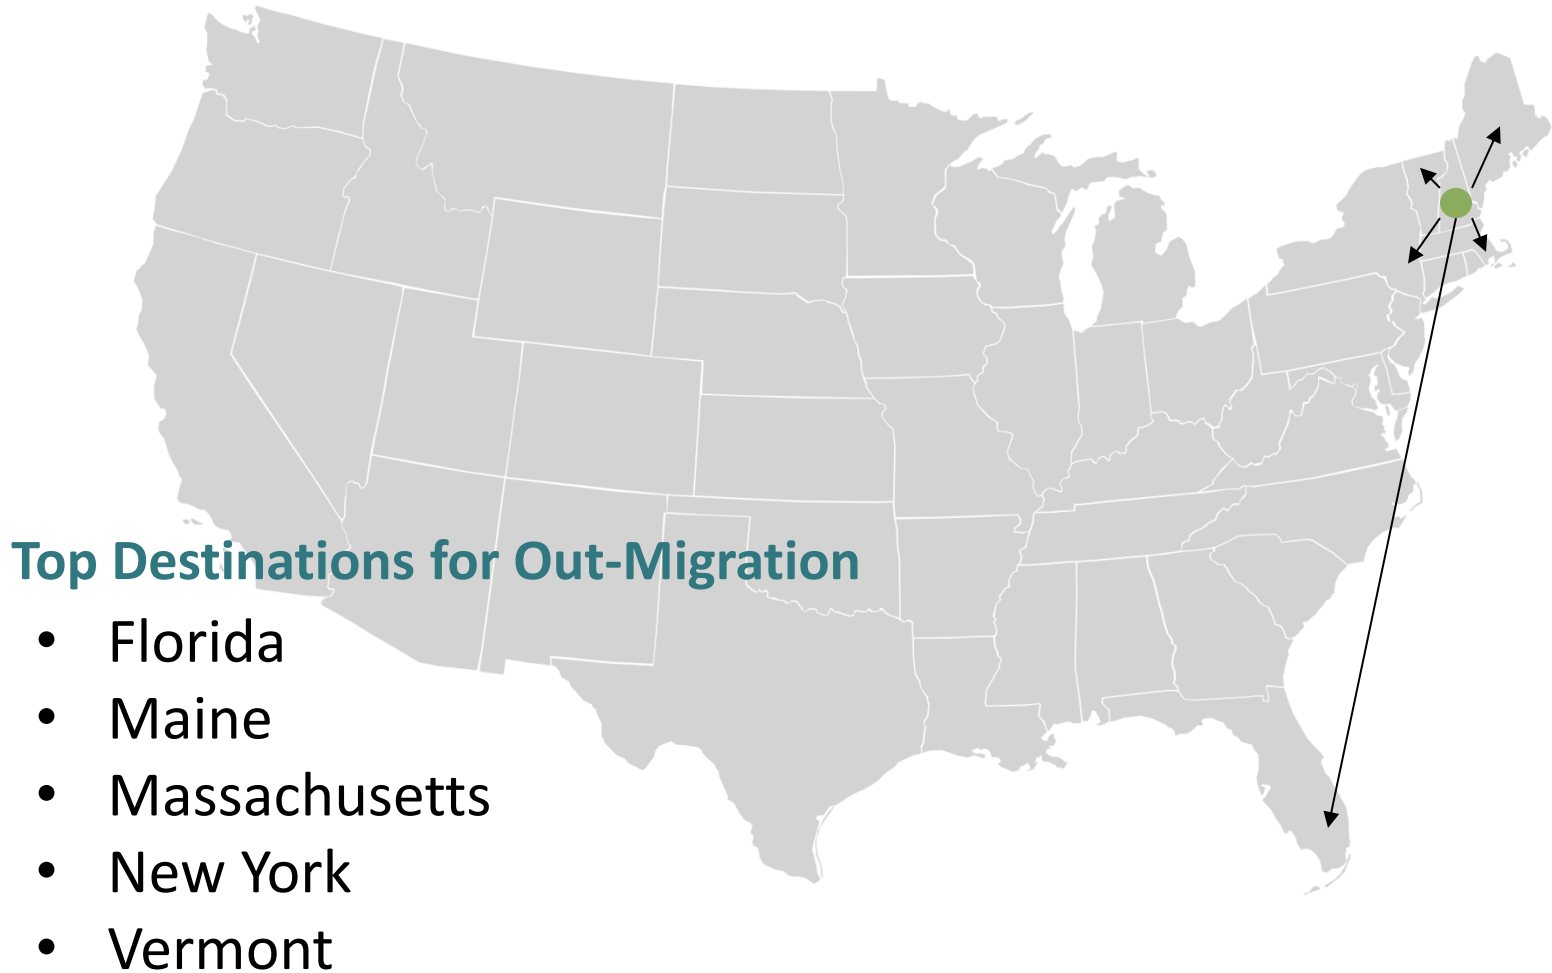 Top Destinations for Out-Migration
• Florida
• Maine
• Massachusetts
• New York
• Vermont